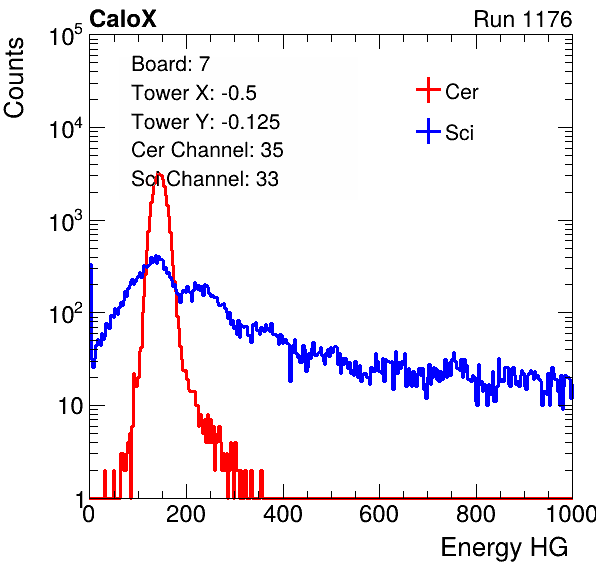 CaloX Run 1176
Counts
Board: 7
Tower X: -0.5
Tower Y: -0.125
Cer Channel: 35
Sci Channel: 33
Cer
Sci
10^5
10^4
10^3
10^2
10
1
0 200 400 600 800 1000
Energy HG